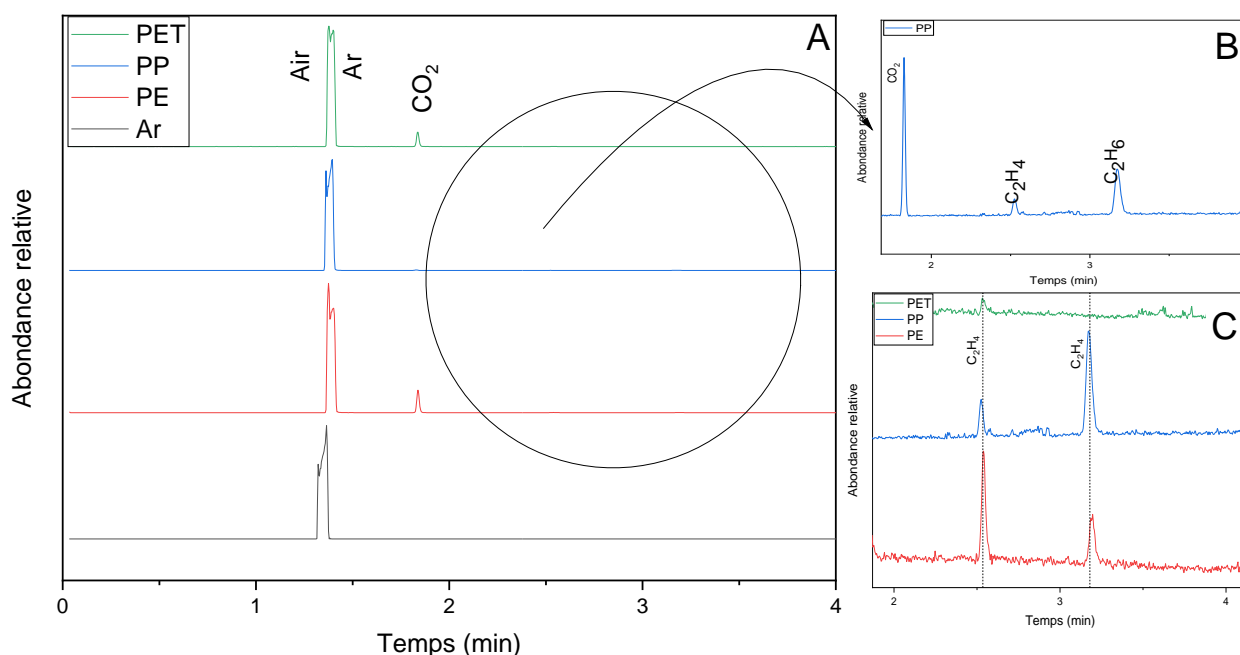 PET
PP
PE
Ar
Air
Ar
CO₂
A
Abondance relative
0
1
2
3
4
Temps (min)
PP
B
CO₂
C₂H₄
C₂H₆
Abondance relative
2
3
Temps (min)
PET
PP
PE
C
C₂H₄
C₂H₄
Abondance relative
2
3
4
Temps (min)